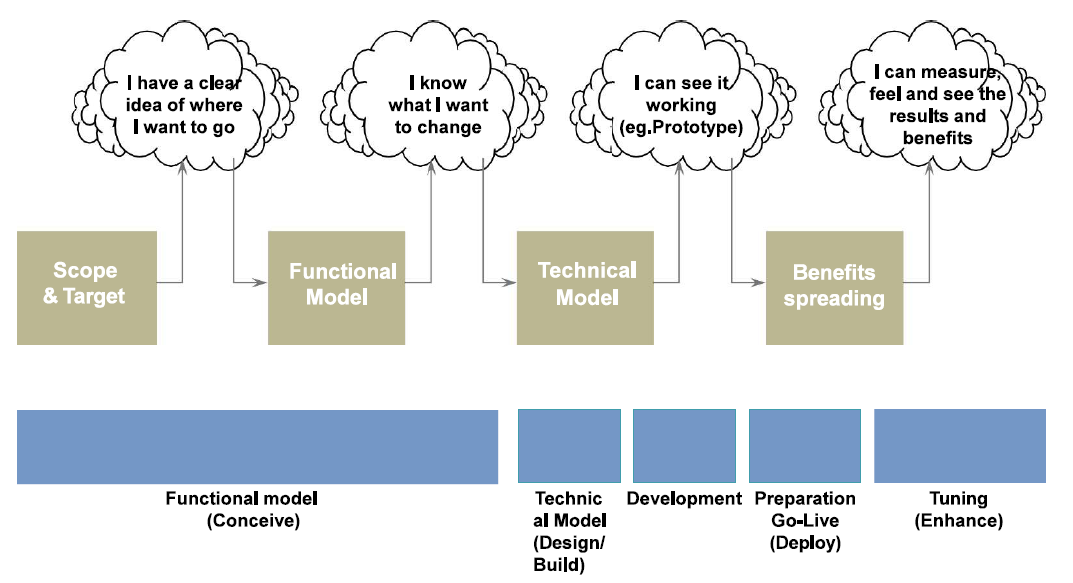 I have a clear
idea of where
I want to go
I know
what I want
to change
I can see it
working
(eg.Prototype)
I can measure,
feel and see the
results and
benefits
Scope
& Target
Functional
Model
Technical
Model
Benefits
spreading
Functional model
(Conceive)
Technic
al Model
(Design/
Build)
Development
Preparation
Go-Live
(Deploy)
Tuning
(Enhance)